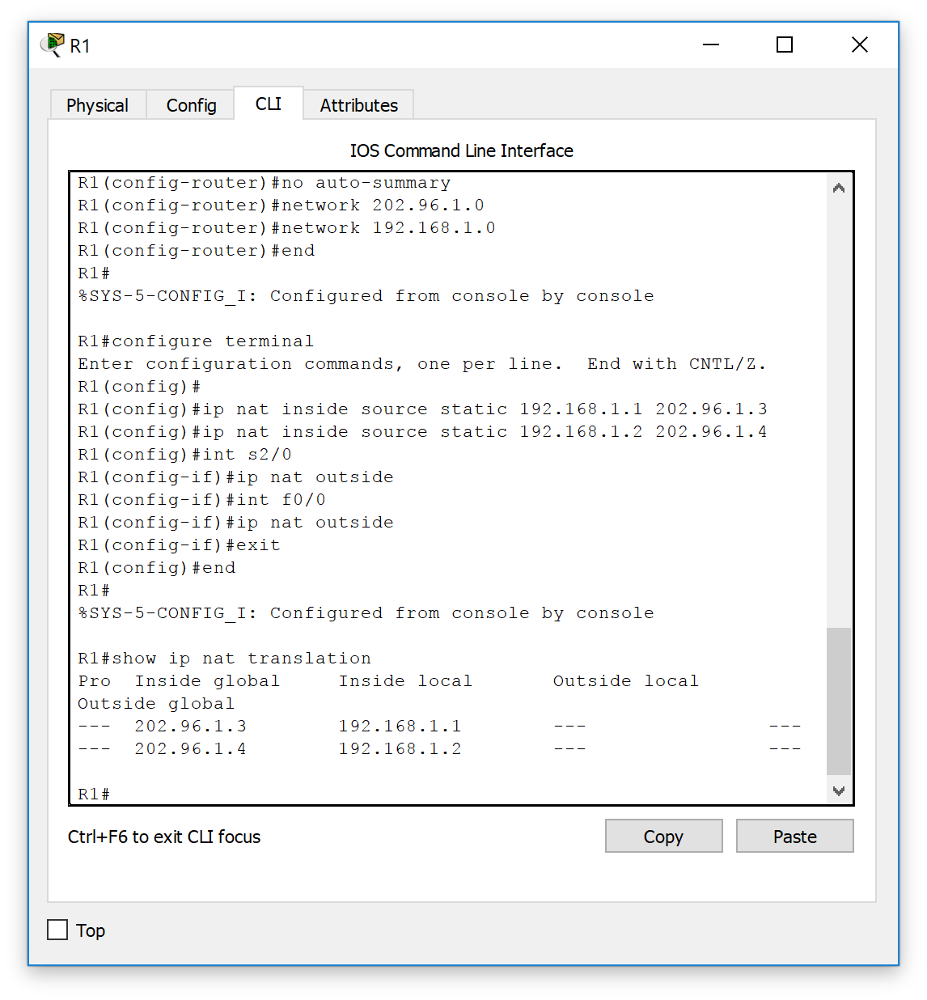 R1
Physical Config CLI Attributes
IOS Command Line Interface
R1(config-router)#no auto-summary
R1(config-router)#network 202.96.1.0
R1(config-router)#network 192.168.1.0
R1(config-router)#end
R1#
%SYS-5-CONFIG_I: Configured from console by console
R1#configure terminal
Enter configuration commands, one per line.  End with CNTL/Z.
R1(config)#
R1(config)#ip nat inside source static 192.168.1.1 202.96.1.3
R1(config)#ip nat inside source static 192.168.1.2 202.96.1.4
R1(config)#int s2/0
R1(config-if)#ip nat outside
R1(config-if)#int f0/0
R1(config-if)#ip nat outside
R1(config-if)#exit
R1(config)#end
R1#
%SYS-5-CONFIG_I: Configured from console by console
R1#show ip nat translation
Pro  Inside global     Inside local       Outside local
Outside global
---  202.96.1.3        192.168.1.1        ---                ---
---  202.96.1.4        192.168.1.2        ---                ---
R1#
Ctrl+F6 to exit CLI focus Copy Paste
Top